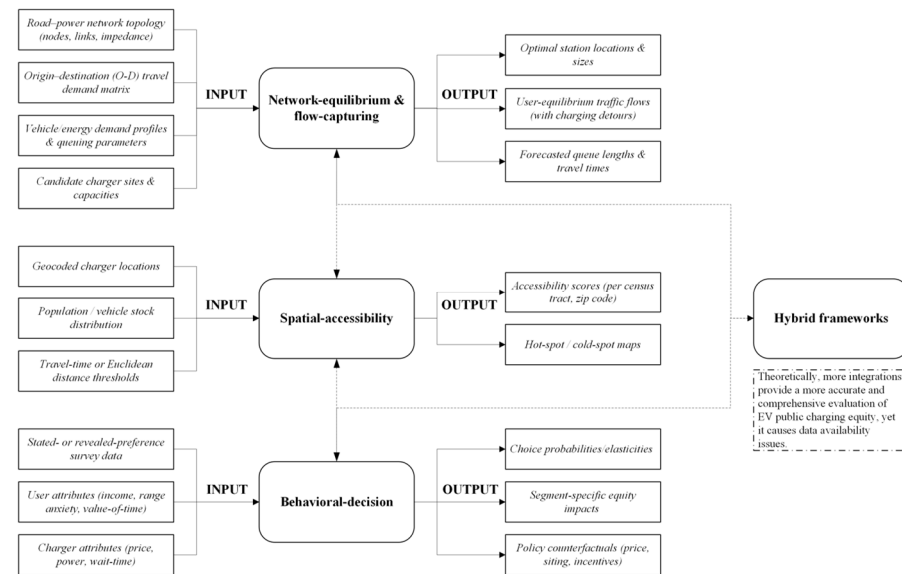 Road–power network topology
(nodes, links, impedance)
Origin–destination (O-D) travel
demand matrix
Vehicle/energy demand profiles
& queuing parameters
Candidate charger sites &
capacities
INPUT
Network-equilibrium &
flow-capturing
OUTPUT
Optimal station locations &
sizes
User-equilibrium traffic flows
(with charging detours)
Forecasted queue lengths &
travel times
Geocoded charger locations
Population / vehicle stock
distribution
Travel-time or Euclidean
distance thresholds
INPUT
Spatial-accessibility
OUTPUT
Accessibility scores (per census
tract, zip code)
Hot-spot / cold-spot maps
Hybrid frameworks
Theoretically, more integrations
provide a more accurate and
comprehensive evaluation of
EV public charging equity, yet
it causes data availability
issues.
Stated- or revealed-preference
survey data
User attributes (income, range
anxiety, value-of-time)
Charger attributes (price,
power, wait-time)
INPUT
Behavioral-decision
OUTPUT
Choice probabilities/elasticities
Segment-specific equity
impacts
Policy counterfactuals (price,
siting, incentives)